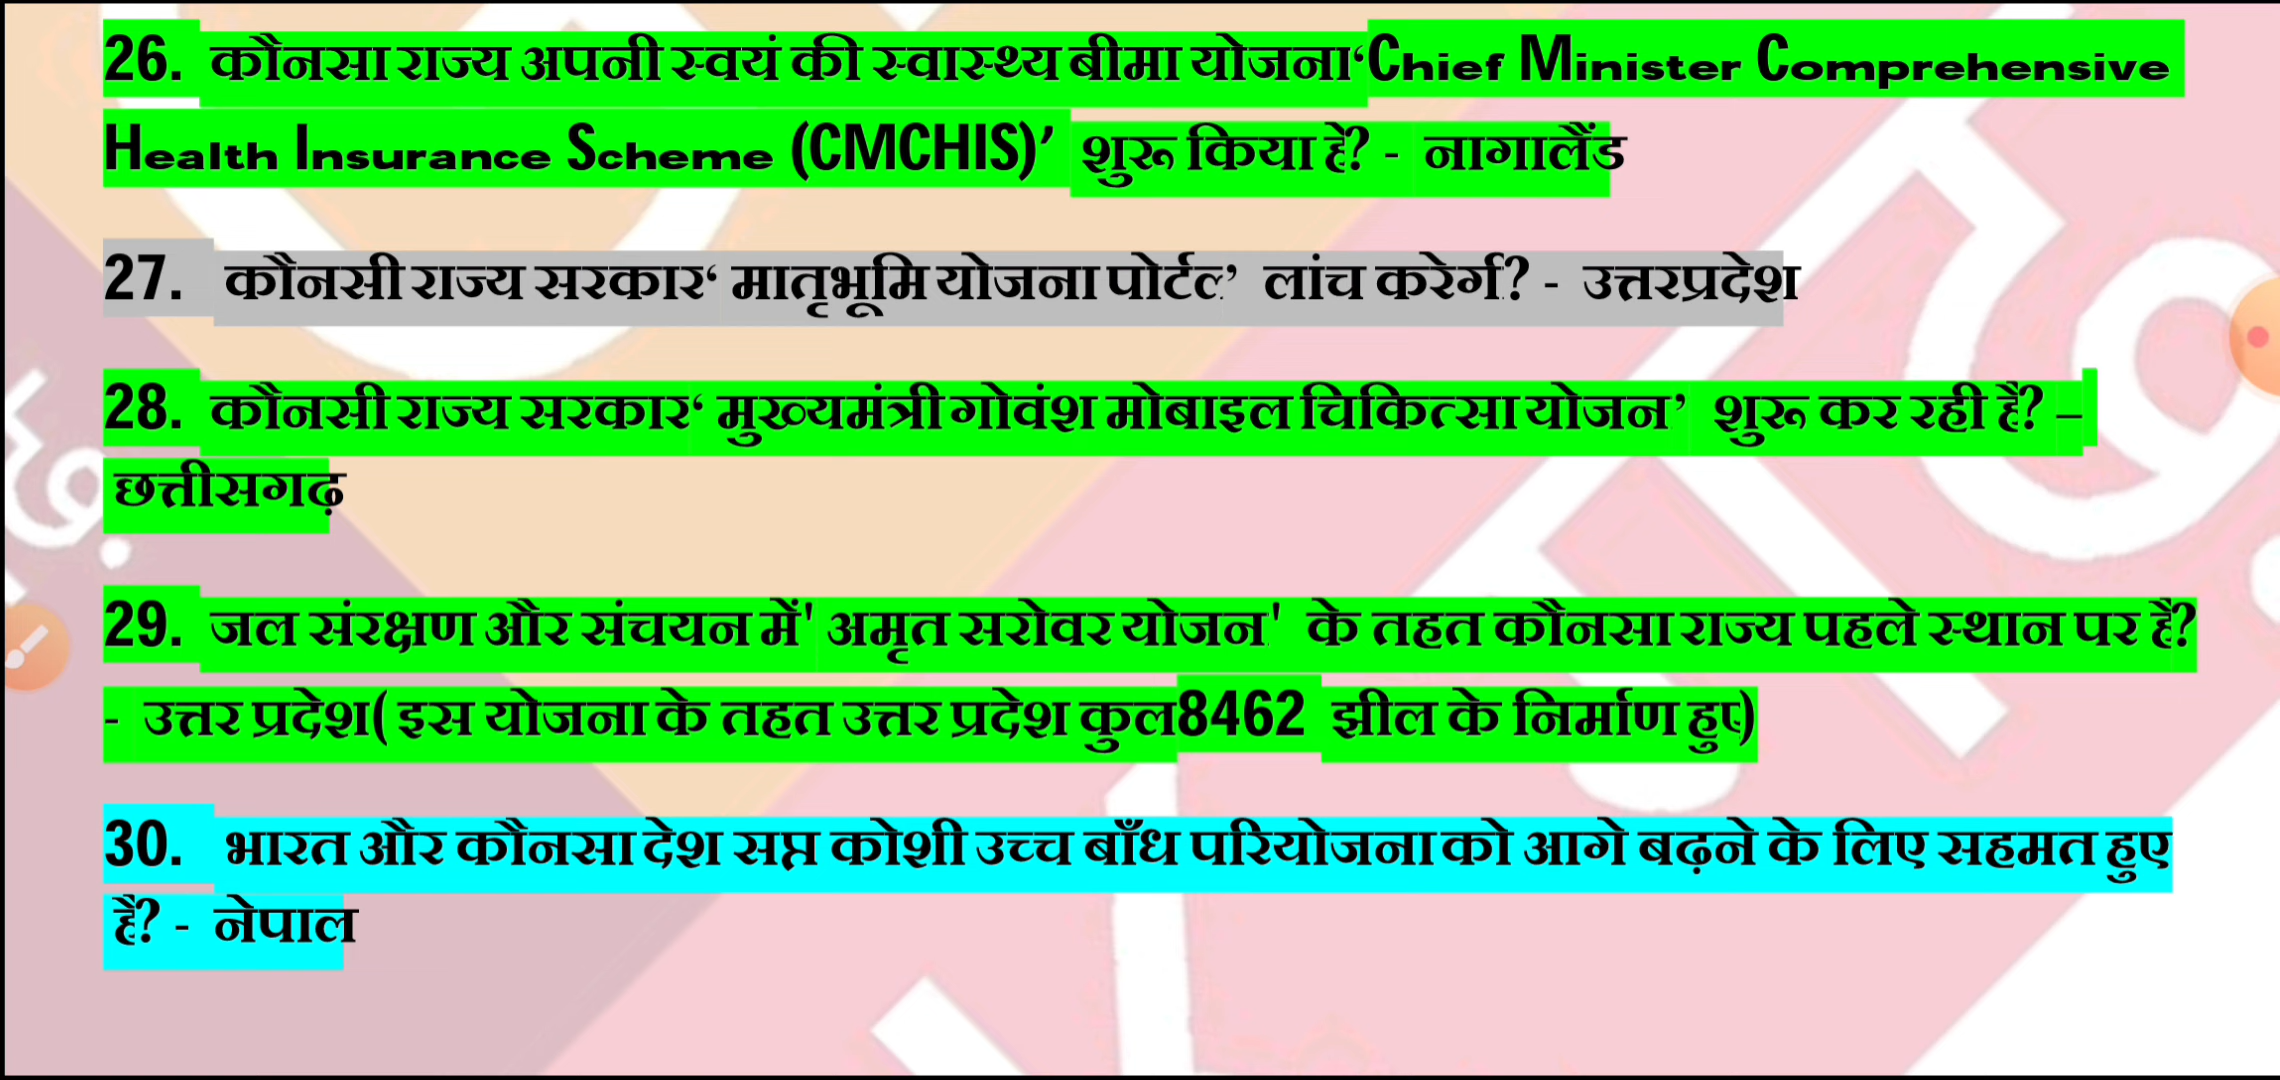 26. कौनसा राज्य अपनी स्वयं की स्वास्थ्य बीमा योजना‘Chief Minister Comprehensive
Health Insurance Scheme (CMCHIS)’ शुरू किया है? - नागालैंड
27. कौनसी राज्य सरकार‘ मातृभूमि योजना पोर्टल’ लांच करेगी? - उत्तरप्रदेश
28. कौनसी राज्य सरकार‘ मुख्यमंत्री गोवंश मोबाइल चिकित्सा योजन’ शुरू कर रही है? –
छत्तीसगढ़
29. जल संरक्षण और संचयन में' अमृत सरोवर योजन' के तहत कौनसा राज्य पहले स्थान पर है?
- उत्तर प्रदेश( इस योजना के तहत उत्तर प्रदेश कुल8462 झील के निर्माण हुए)
30. भारत और कौनसा देश सप्त कोशी उच्च बाँध परियोजना को आगे बढ़ने के लिए सहमत हुए
है? - नेपाल